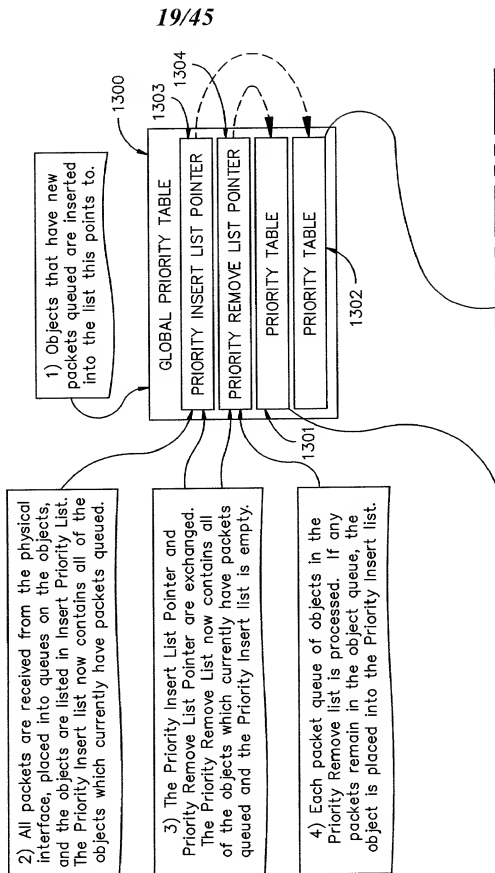 19/45
1) Objects that have new
packets queued are inserted
into the list this points to.
2) All packets are received from the physical
interface, placed into queues on the objects,
and the objects are listed in Insert Priority List.
The Priority Insert list now contains all of the
objects which currently have packets queued.
3) The Priority Insert List Pointer and
Priority Remove List Pointer are exchanged.
The Priority Remove List now contains all
of the objects which currently have packets
queued and the Priority Insert list is empty.
4) Each packet queue of objects in the
Priority Remove list is processed. If any
packets remain in the object queue, the
object is placed into the Priority Insert list.
1300
1303
1304
GLOBAL PRIORITY TABLE
PRIORITY INSERT LIST POINTER
PRIORITY REMOVE LIST POINTER
PRIORITY TABLE
PRIORITY TABLE
1301
1302